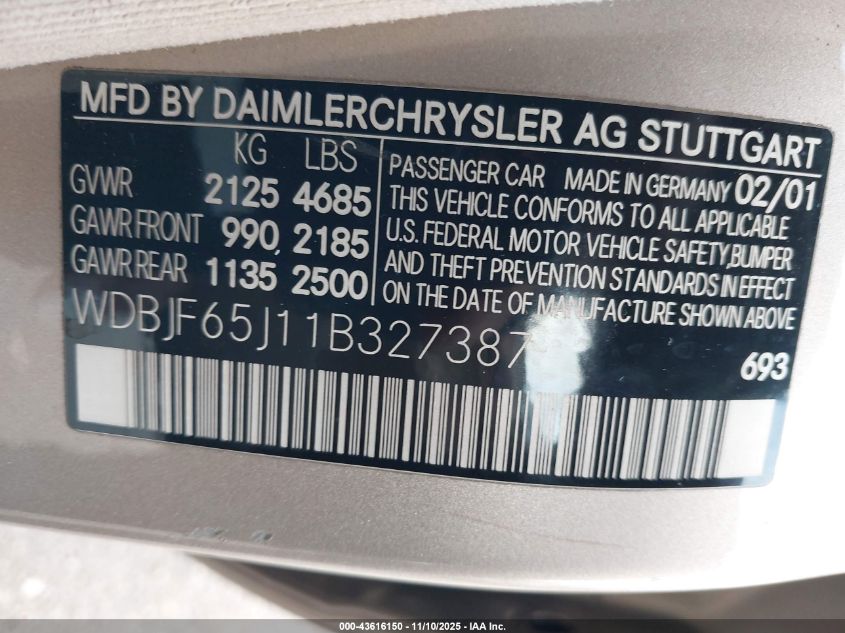 MFD BY DAIMLERCHRYSLER AG STUTTGART
KG LBS
GVWR 2125 4685
GAWR FRONT 990 2185
GAWR REAR 1135 2500
PASSENGER CAR MADE IN GERMANY 02/01
THIS VEHICLE CONFORMS TO ALL APPLICABLE
U.S. FEDERAL MOTOR VEHICLE SAFETY,BUMPER
AND THEFT PREVENTION STANDARDS IN EFFECT
ON THE DATE OF MANUFACTURE SHOWN ABOVE
WDBJF65J11B327387
693
000-43616150 - 11/10/2025 - IAA Inc.